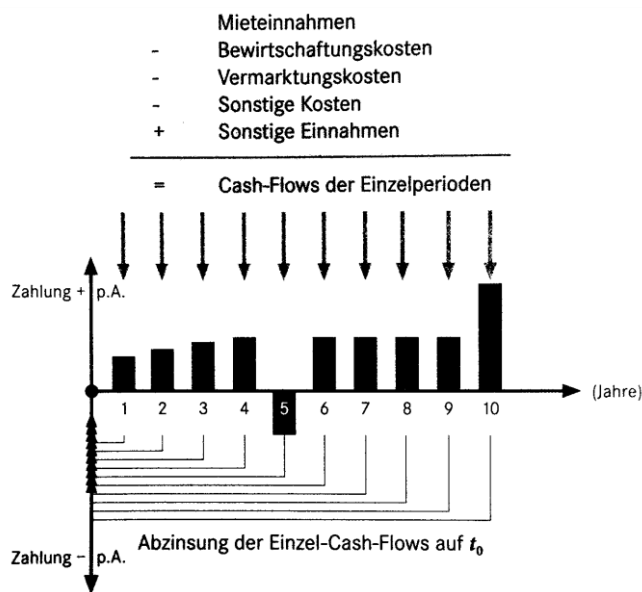 Mieteinnahmen
- Bewirtschaftungskosten
- Vermarktungskosten
- Sonstige Kosten
+ Sonstige Einnahmen
= Cash-Flows der Einzelperioden
Zahlung + p.A.
(Jahre)
1 2 3 4 5 6 7 8 9 10
Abzinsung der Einzel-Cash-Flows auf t₀
Zahlung - p.A.